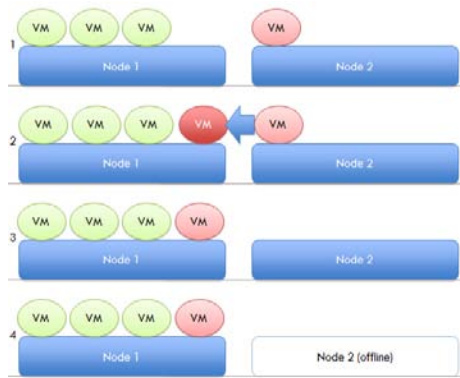 VM VM VM VM
1
Node 1 Node 2
VM VM VM VM VM
2
Node 1 Node 2
VM VM VM VM
3
Node 1 Node 2
VM VM VM VM
4
Node 1 Node 2 (offline)